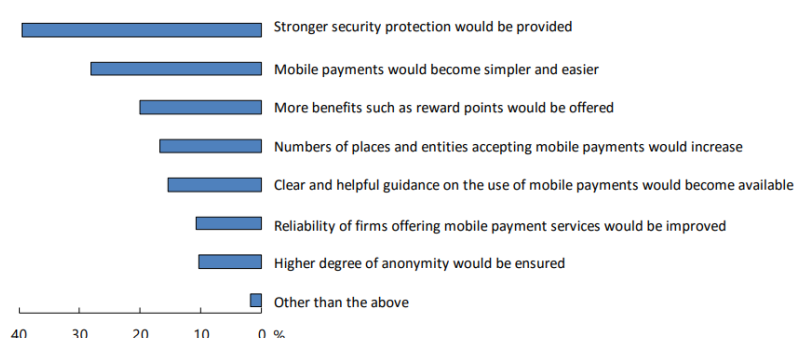 Stronger security protection would be provided
Mobile payments would become simpler and easier
More benefits such as reward points would be offered
Numbers of places and entities accepting mobile payments would increase
Clear and helpful guidance on the use of mobile payments would become available
Reliability of firms offering mobile payment services would be improved
Higher degree of anonymity would be ensured
Other than the above
40 30 20 10 0 %